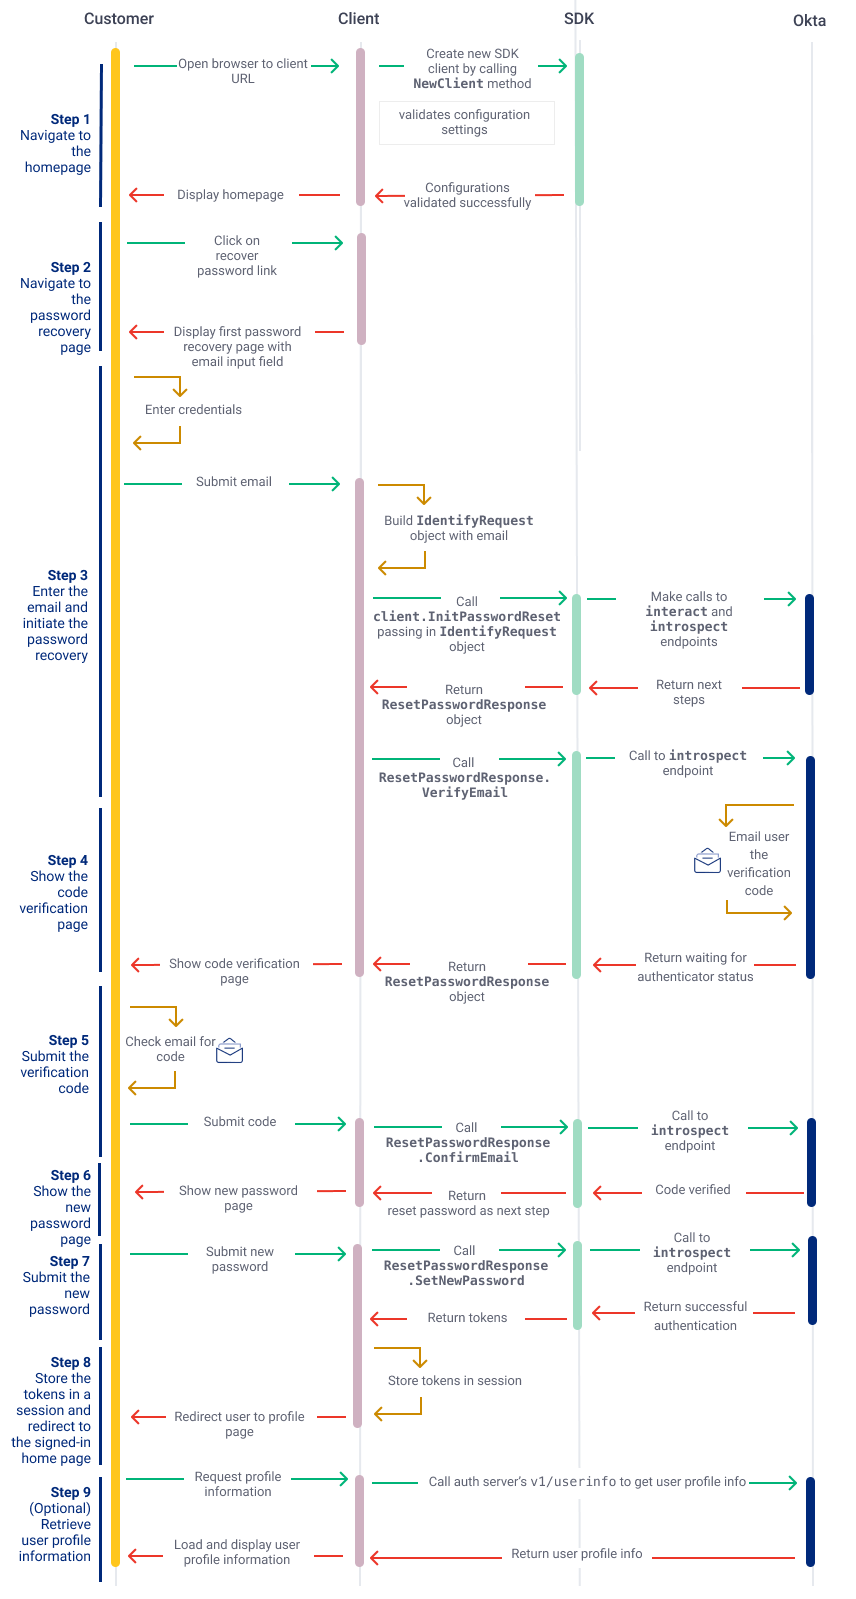 Customer
Client
SDK
Okta
Step 1
Navigate to
the
homepage
Open browser to client
URL
Create new SDK
client by calling
NewClient method
validates configuration
settings
Configurations
validated successfully
Display homepage
Step 2
Navigate to
the
password
recovery
page
Click on
recover
password link
Display first password
recovery page with
email input field
Step 3
Enter the
email and
initiate the
password
recovery
Enter credentials
Submit email
Build IdentifyRequest
object with email
Call
client.InitPasswordReset
passing in IdentifyRequest
object
Make calls to
interact and
introspect
endpoints
Return next
steps
Return
ResetPasswordResponse
object
Call
ResetPasswordResponse.
VerifyEmail
Call to introspect
endpoint
Step 4
Show the
code
verification
page
Email user
the
verification
code
Return waiting for
authenticator status
Return
ResetPasswordResponse
object
Show code verification
page
Step 5
Submit the
verification
code
Check email for
code
Submit code
Call
ResetPasswordResponse
.ConfirmEmail
Call to
introspect
endpoint
Step 6
Show the
new
password
page
Code verified
Return
reset password as next step
Show new password
page
Step 7
Submit the
new
password
Submit new
password
Call
ResetPasswordResponse
.SetNewPassword
Call to
introspect
endpoint
Return successful
authentication
Return tokens
Step 8
Store the
tokens in a
session and
redirect to
the signed-in
home page
Store tokens in session
Redirect user to profile
page
Step 9
(Optional)
Retrieve
user profile
information
Request profile
information
Call auth server's v1/userinfo to get user profile info
Return user profile info
Load and display user
profile information